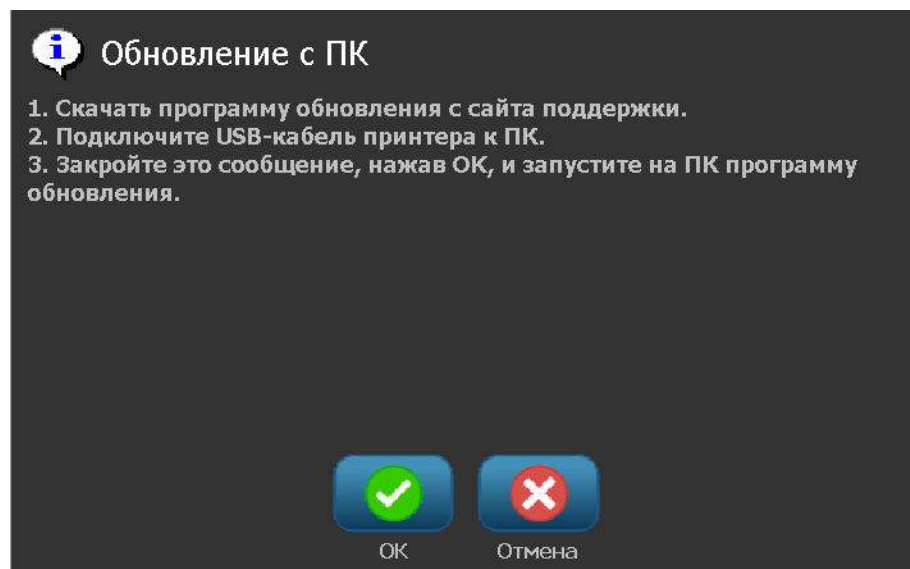 Обновление с ПК
1. Скачать программу обновления с сайта поддержки.
2. Подключите USB-кабель принтера к ПК.
3. Закройте это сообщение, нажав OK, и запустите на ПК программу
обновления.
OK Отмена